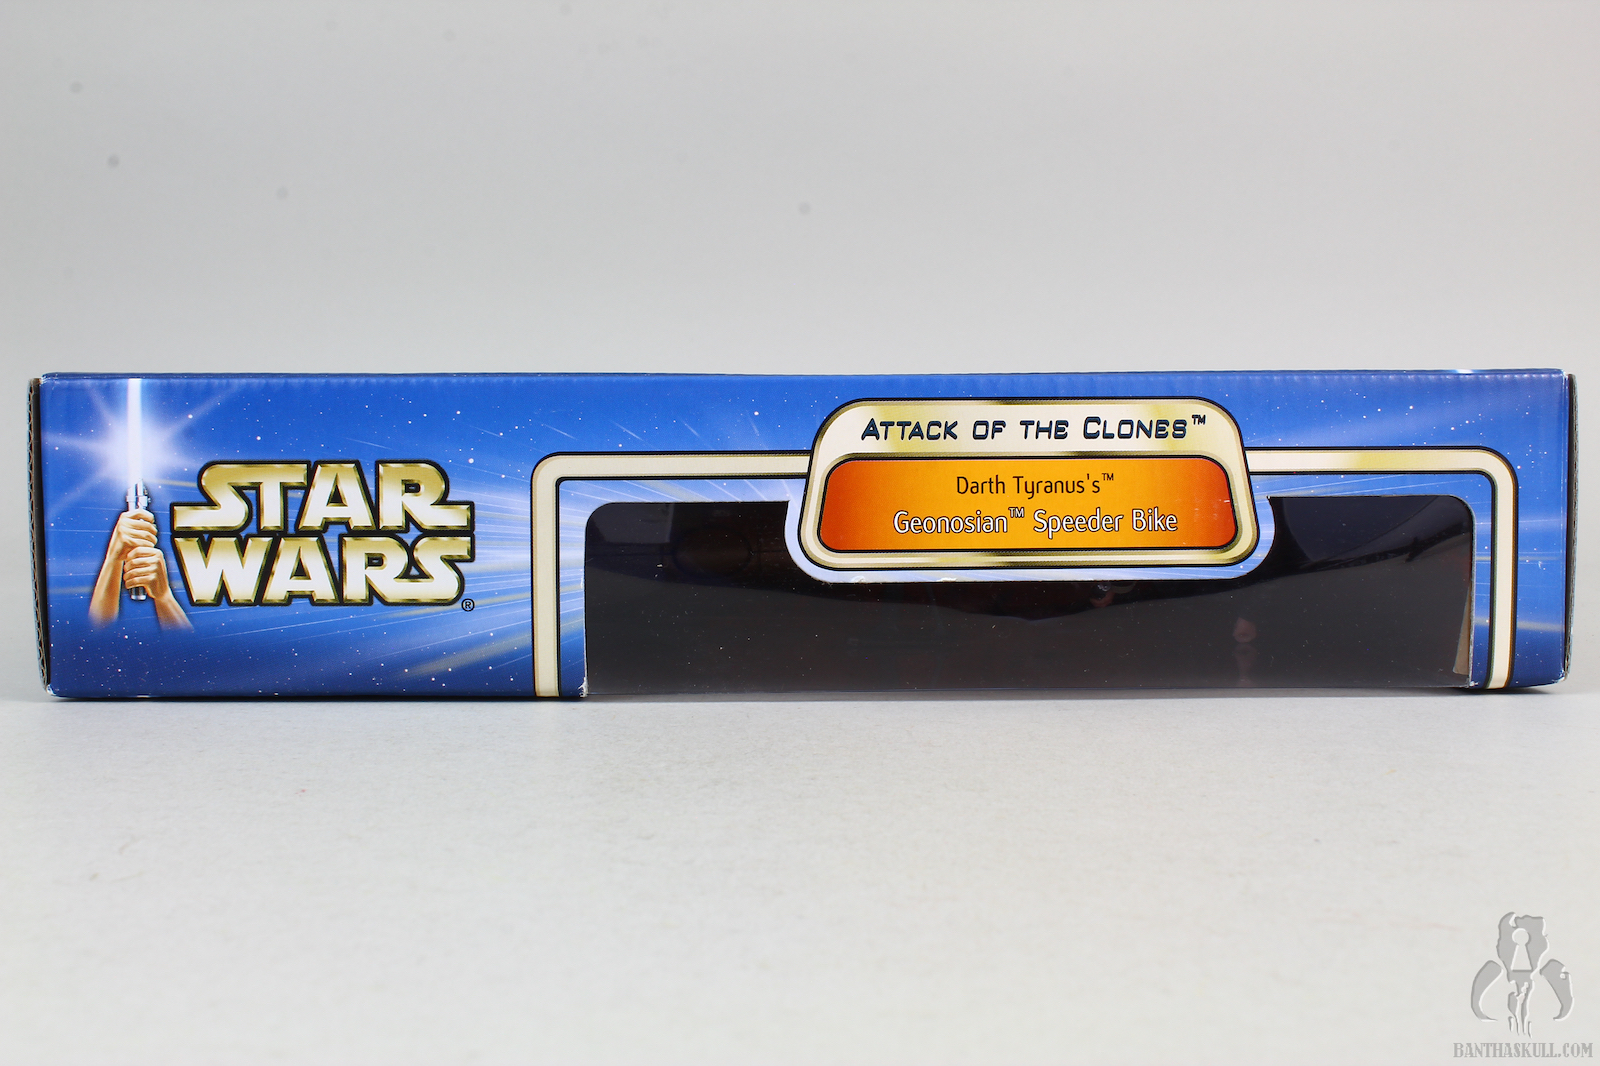 STAR
WARS®
ATTACK OF THE CLONES™
Darth Tyranus's™
Geonosian™ Speeder Bike
BANTHASKULL.COM